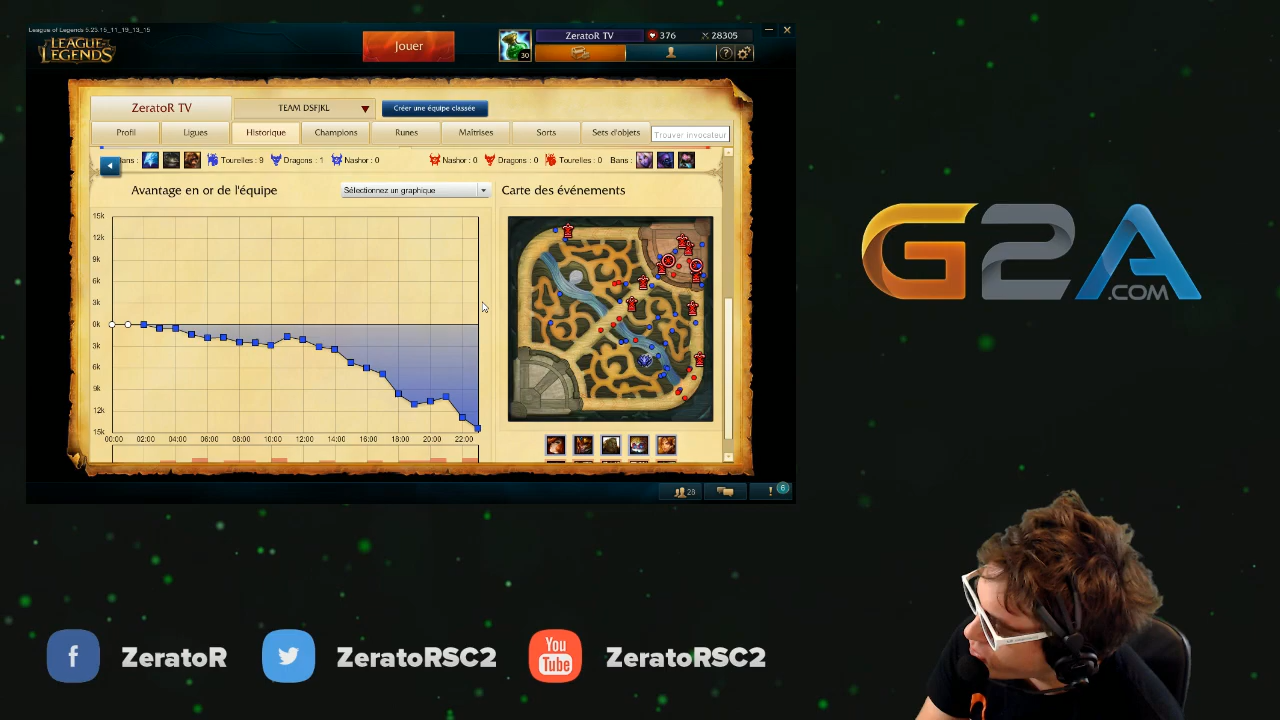 League of Legends 5.23.15_11_19_13_15
LEAGUE of LEGENDS
Jouer
30
ZeratoR TV
376
28305
?
ZeratoR TV
TEAM DSFJKL
Créer une équipe classée
Profil
Ligues
Historique
Champions
Runes
Maîtrises
Sorts
Sets d'objets
Trouver invocateur
Tourelles : 9
Dragons : 1
Nashor : 0
Nashor : 0
Dragons : 0
Tourelles : 0
Bans :
Avantage en or de l'équipe
Sélectionnez un graphique
Carte des événements
15k
12k
9k
6k
3k
0k
3k
6k
9k
12k
15k
00:00
02:00
04:00
06:00
08:00
10:00
12:00
14:00
16:00
18:00
20:00
22:00
28
!
6
G2A
.COM
f
ZeratoR
ZeratoRSC2
You
Tube
ZeratoRSC2